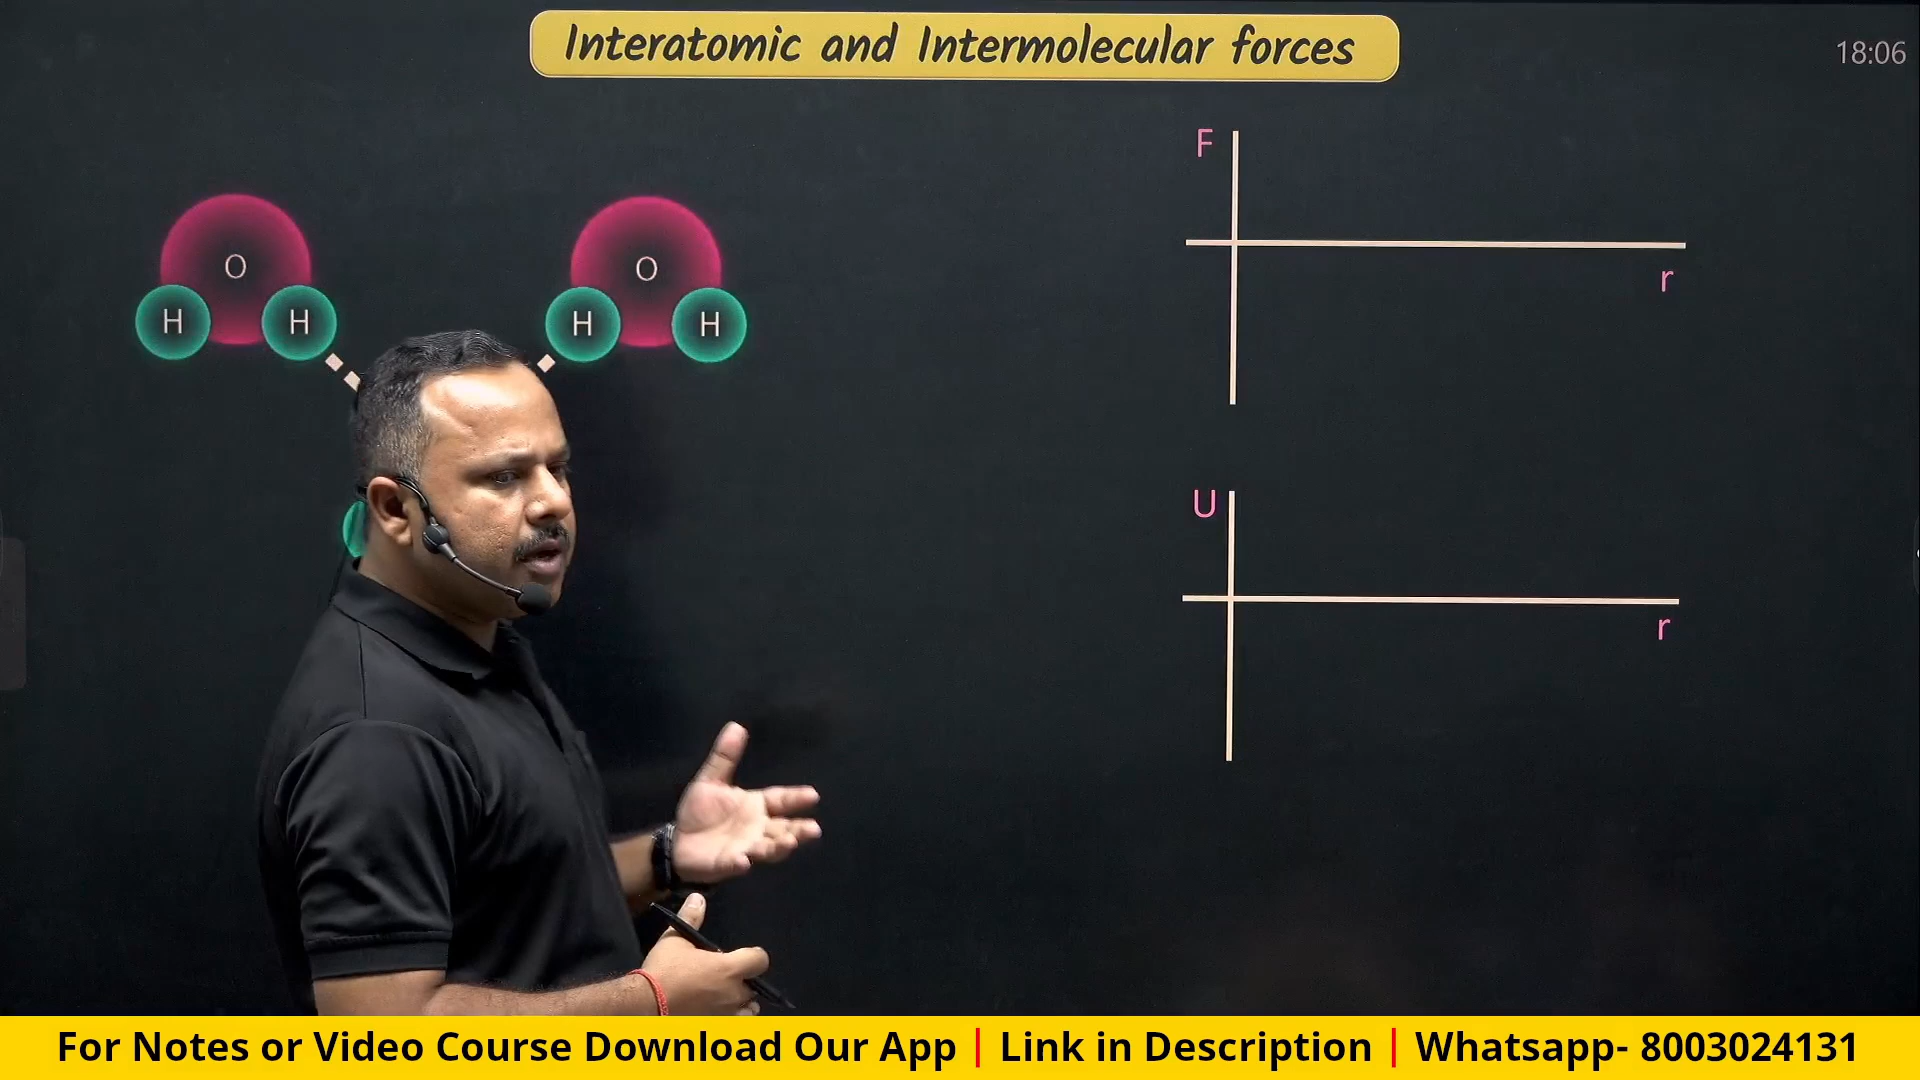 Interatomic and Intermolecular forces
18:06
F
r
O
H
H
O
H
H
U
r
For Notes or Video Course Download Our App | Link in Description | Whatsapp- 8003024131